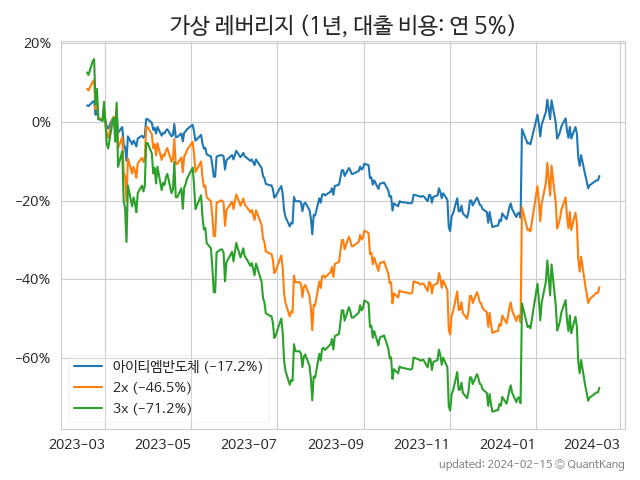 가상 레버리지 (1년, 대출 비용: 연 5%)
20%
0%
−20%
−40%
−60%
아이티엠반도체 (-17.2%)
2x (-46.5%)
3x (-71.2%)
2023-03 2023-05 2023-07 2023-09 2023-11 2024-01 2024-03
updated: 2024-02-15 © QuantKang